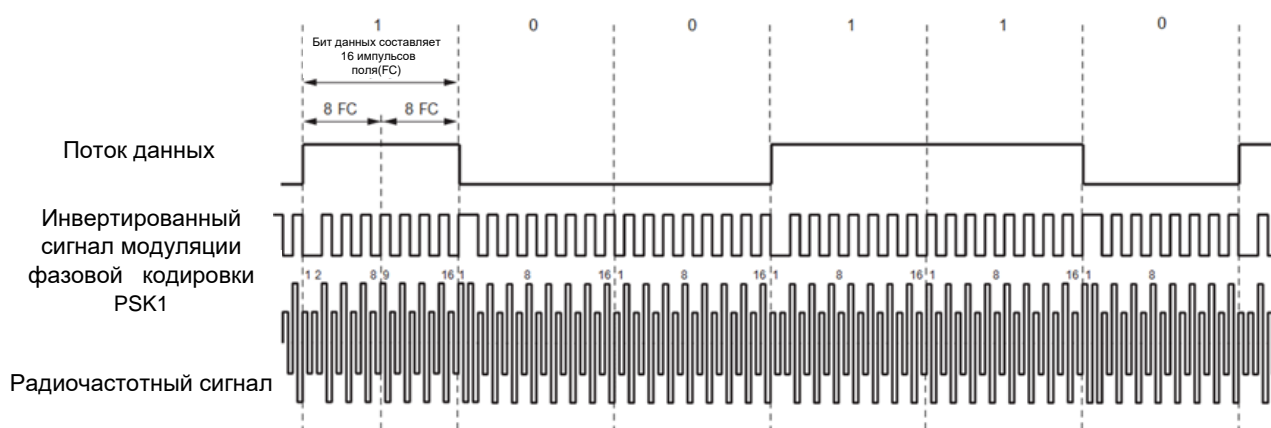 1 0 0 1 1 0
Бит данных составляет
16 импульсов
поля(FC)
8 FC 8 FC
Поток данных
Инвертированный
сигнал модуляции
фазовой кодировки
PSK1
1 2 8 9 16 1 8 16 1 8 16 1 8 16 1 8 16 1 8
Радиочастотный сигнал